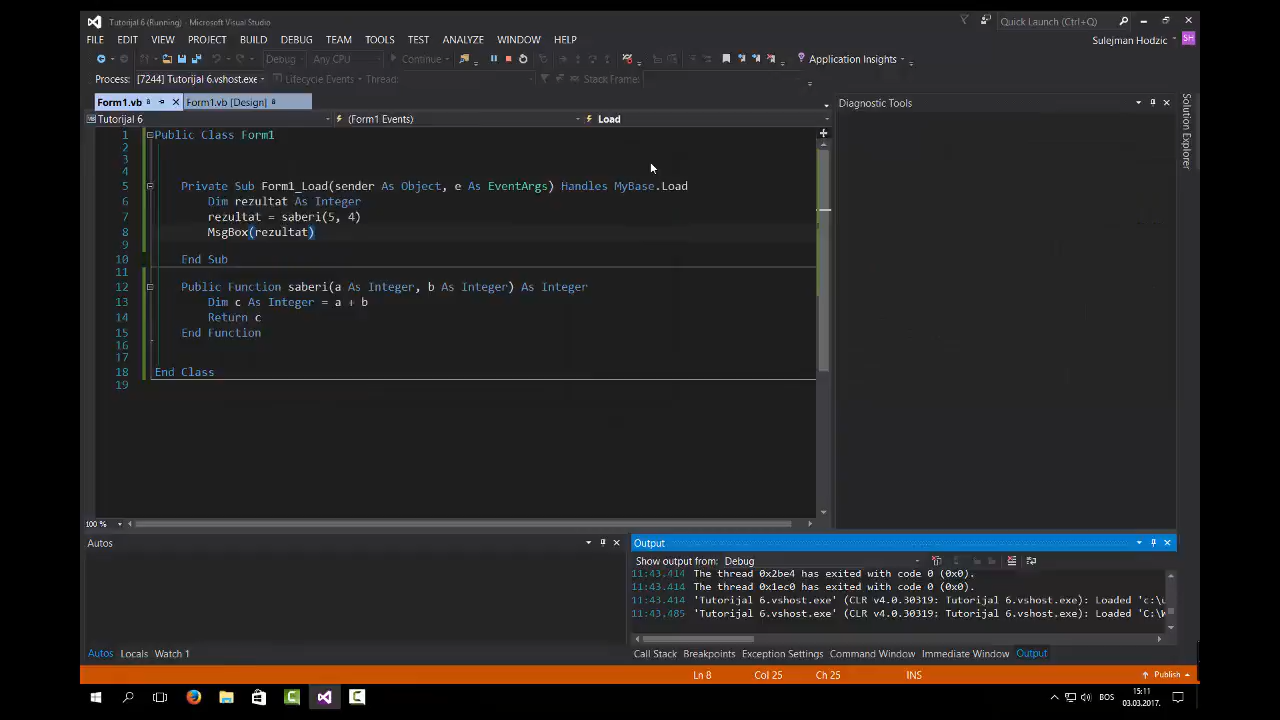 Tutorijal 6 (Running) - Microsoft Visual Studio
Quick Launch (Ctrl+Q)
FILE EDIT VIEW PROJECT BUILD DEBUG TEAM TOOLS TEST ANALYZE WINDOW HELP
Sulejman Hodzic SH
Debug Any CPU Continue Application Insights
Process: [7244] Tutorijal 6.vshost.exe Lifecycle Events Thread: Stack Frame:
Form1.vb Form1.vb [Design]
Diagnostic Tools
Solution Explorer
Tutorijal 6 (Form1 Events) Load
1 Public Class Form1
2
3
4
5 Private Sub Form1_Load(sender As Object, e As EventArgs) Handles MyBase.Load
6 Dim rezultat As Integer
7 rezultat = saberi(5, 4)
8 MsgBox(rezultat)
9
10 End Sub
11
12 Public Function saberi(a As Integer, b As Integer) As Integer
13 Dim c As Integer = a + b
14 Return c
15 End Function
16
17
18 End Class
19
100 %
Autos
Output
Show output from: Debug
11:43.414 The thread 0x2be4 has exited with code 0 (0x0).
11:43.414 The thread 0x1ec0 has exited with code 0 (0x0).
11:43.414 'Tutorijal 6.vshost.exe' (CLR v4.0.30319: Tutorijal 6.vshost.exe): Loaded 'c:\
11:43.485 'Tutorijal 6.vshost.exe' (CLR v4.0.30319: Tutorijal 6.vshost.exe): Loaded 'C:\
Autos Locals Watch 1
Call Stack Breakpoints Exception Settings Command Window Immediate Window Output
Ln 8 Col 25 Ch 25 INS Publish
BOS
15:11
03.03.2017.